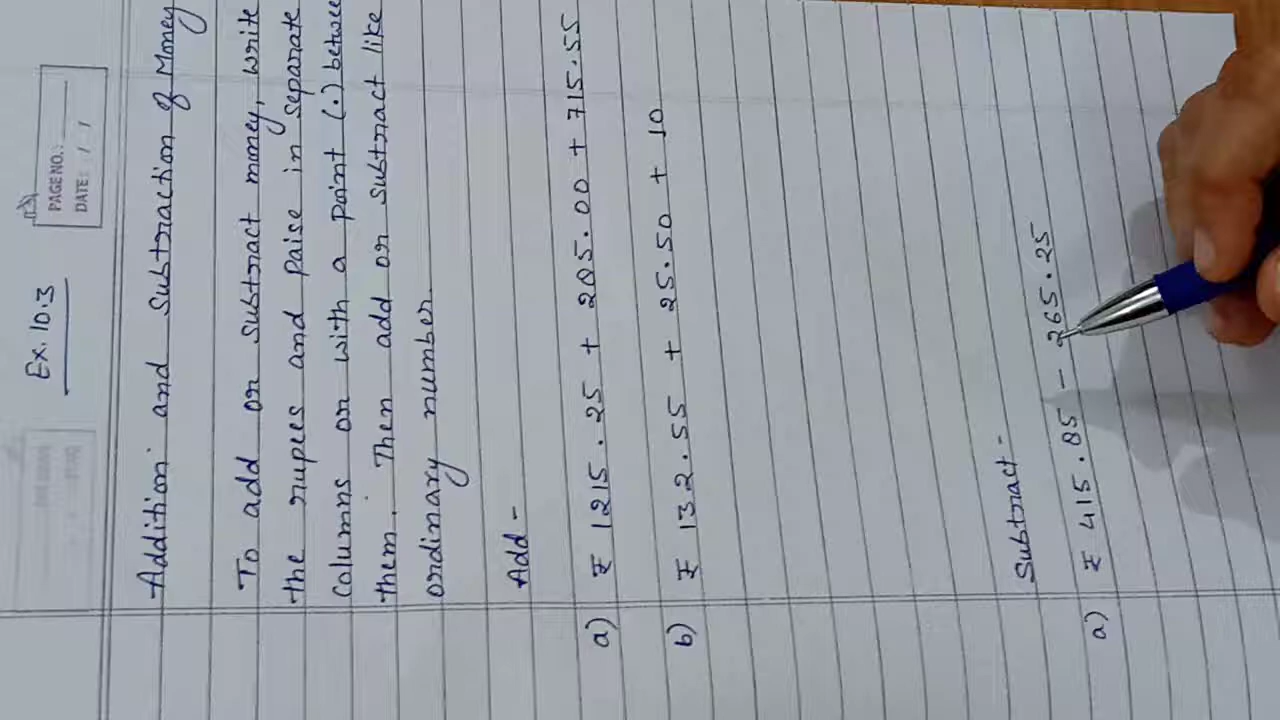 Ex. 10.3
PAGE NO.:
DATE: / /
Addition and Subtraction of Money
To add or subtract money, write
the rupees and paise in separate
columns or with a point (.) betwee
them. Then add or subtract like
ordinary number.
Add -
a) ₹ 1215.25 + 205.00 + 715.55
b) ₹ 132.55 + 25.50 + 10
Subtract -
a) ₹ 415.85 - 265.25